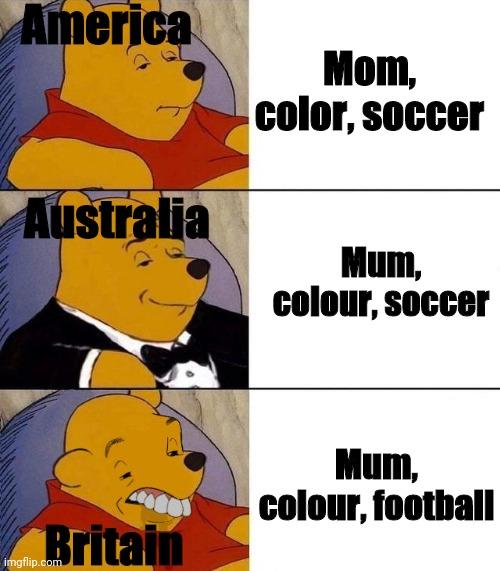 America
Mom,
color, soccer
Australia
Mum,
colour, soccer
Mum,
colour, football
Britain
imgflip.com